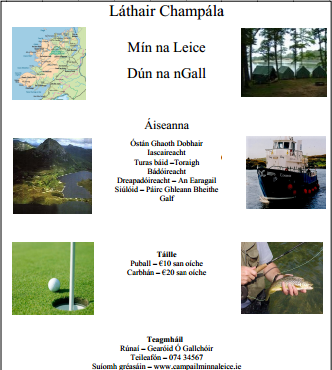 Láthair Champála
Mín na Leice
Dún na nGall
Áiseanna
Óstán Ghaoth Dobhair
Iascaireacht
Turas báid –Toraigh
Bádóireacht
Dreapadóireacht – An Earagail
Siúlóid – Páirc Ghleann Bheithe
Galf
Táille
Puball – €10 san oíche
Carbhán – €20 san oíche
Teagmháil
Rúnaí – Gearóid Ó Gallchóir
Teileafón – 074 34567
Suíomh gréasáin – www.campailminnaleice.ie